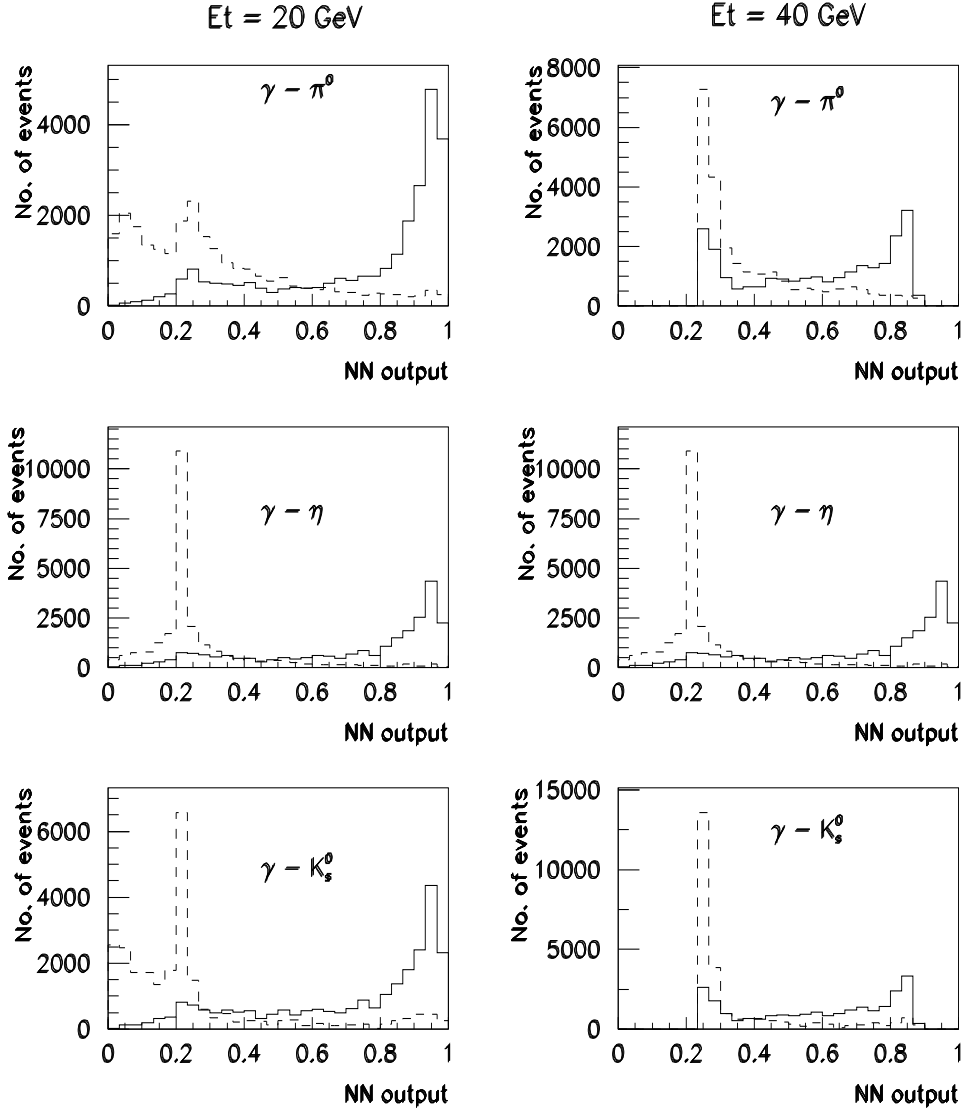 Et = 20 GeV
Et = 40 GeV
No. of events
γ − π⁰
4000
2000
0
0 0.2 0.4 0.6 0.8 1
NN output
No. of events
γ − π⁰
8000
6000
4000
2000
0
0 0.2 0.4 0.6 0.8 1
NN output
No. of events
γ − η
10000
7500
5000
2500
0
0 0.2 0.4 0.6 0.8 1
NN output
No. of events
γ − η
10000
7500
5000
2500
0
0 0.2 0.4 0.6 0.8 1
NN output
No. of events
γ − K⁰ₛ
6000
4000
2000
0
0 0.2 0.4 0.6 0.8 1
NN output
No. of events
γ − K⁰ₛ
15000
10000
5000
0
0 0.2 0.4 0.6 0.8 1
NN output